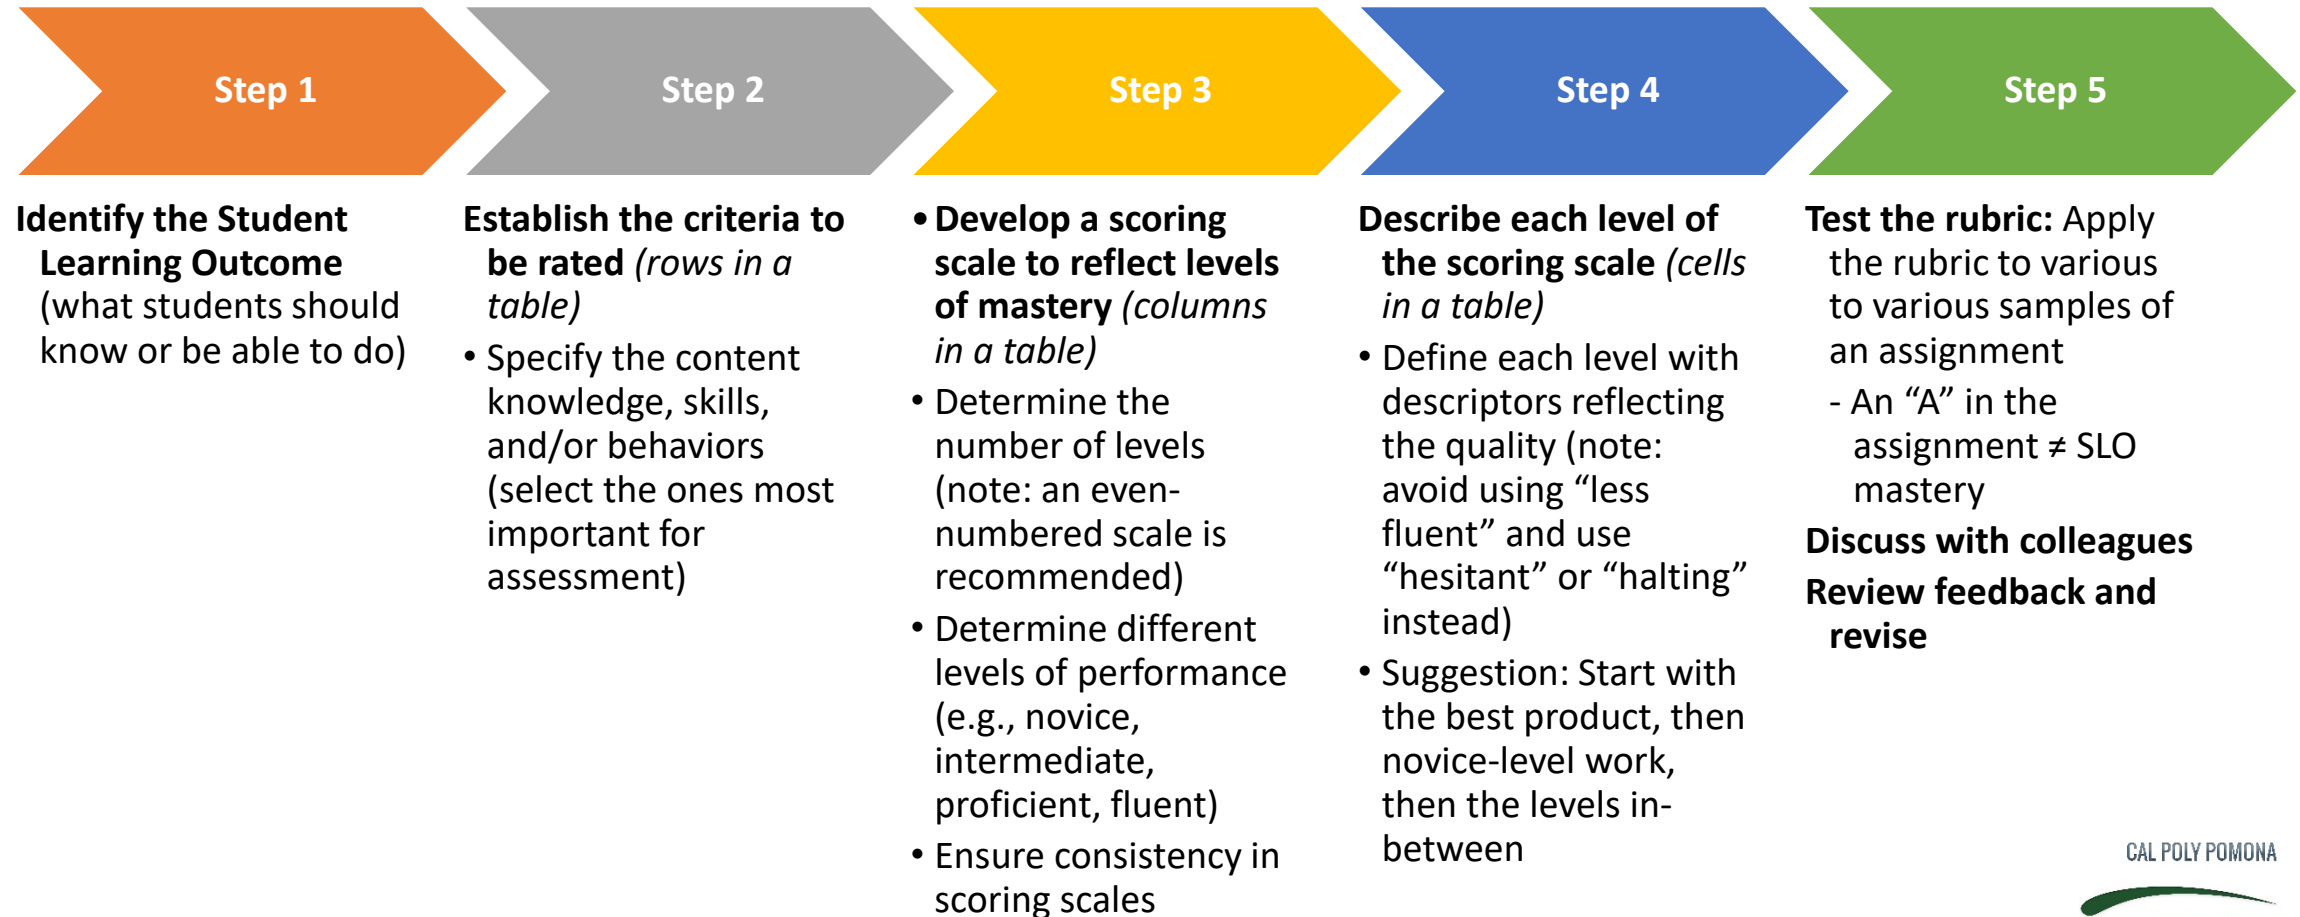 Step 1
Step 2
Step 3
Step 4
Step 5
Identify the Student
Learning Outcome
(what students should
know or be able to do)
Establish the criteria to
be rated (rows in a
table)
• Specify the content
knowledge, skills,
and/or behaviors
(select the ones most
important for
assessment)
• Develop a scoring
scale to reflect levels
of mastery (columns
in a table)
• Determine the
number of levels
(note: an even-
numbered scale is
recommended)
• Determine different
levels of performance
(e.g., novice,
intermediate,
proficient, fluent)
• Ensure consistency in
scoring scales
Describe each level of
the scoring scale (cells
in a table)
• Define each level with
descriptors reflecting
the quality (note:
avoid using “less
fluent” and use
“hesitant” or “halting”
instead)
• Suggestion: Start with
the best product, then
novice-level work,
then the levels in-
between
Test the rubric: Apply
the rubric to various
to various samples of
an assignment
- An “A” in the
assignment ≠ SLO
mastery
Discuss with colleagues
Review feedback and
revise
CAL POLY POMONA